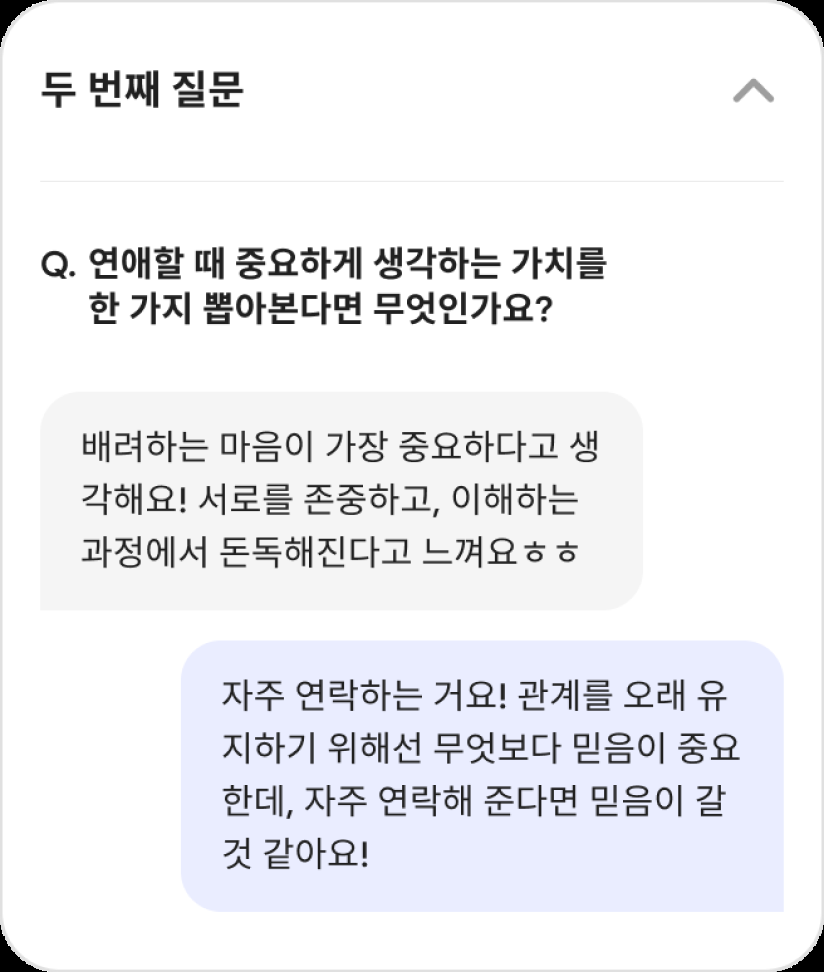 두 번째 질문
Q. 연애할 때 중요하게 생각하는 가치를
한 가지 뽑아본다면 무엇인가요?
배려하는 마음이 가장 중요하다고 생
각해요! 서로를 존중하고, 이해하는
과정에서 돈독해진다고 느껴요ㅎㅎ
자주 연락하는 거요! 관계를 오래 유
지하기 위해선 무엇보다 믿음이 중요
한데, 자주 연락해 준다면 믿음이 갈
것 같아요!